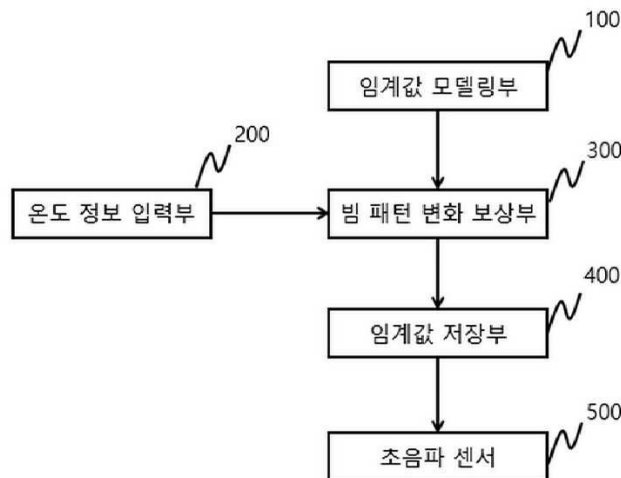 100
임계값 모델링부
200
온도 정보 입력부
300
빔 패턴 변화 보상부
400
임계값 저장부
500
초음파 센서